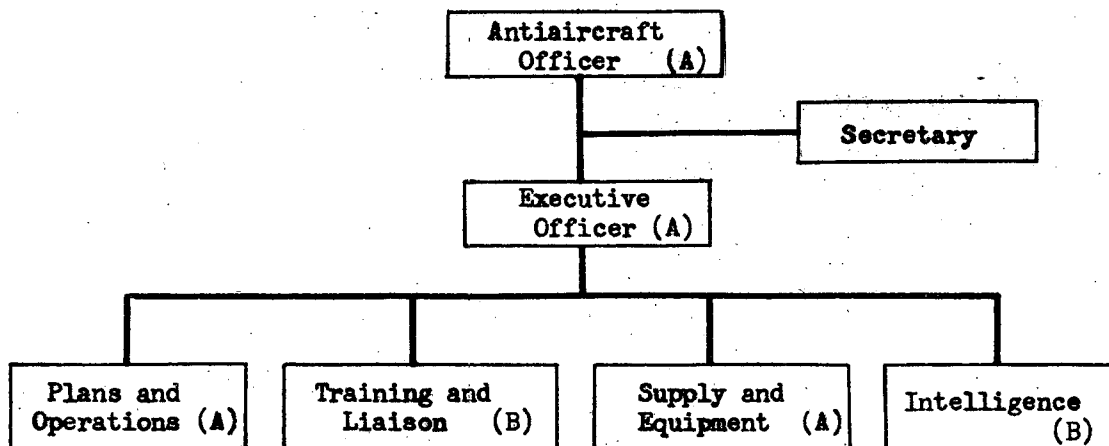 Antiaircraft
Officer (A)
Secretary
Executive
Officer (A)
Plans and
Operations (A)
Training and
Liaison (B)
Supply and
Equipment (A)
Intelligence
(B)